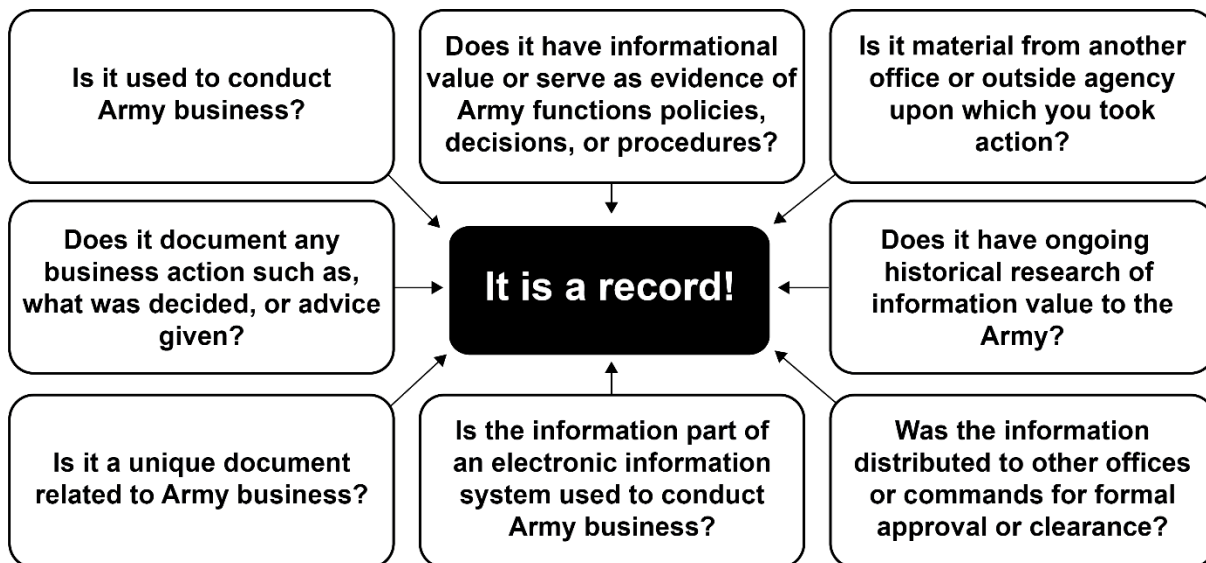 Is it used to conduct
Army business?
Does it have informational
value or serve as evidence of
Army functions policies,
decisions, or procedures?
Is it material from another
office or outside agency
upon which you took
action?
Does it document any
business action such as,
what was decided, or advice
given?
It is a record!
Does it have ongoing
historical research of
information value to the
Army?
Is it a unique document
related to Army business?
Is the information part of
an electronic information
system used to conduct
Army business?
Was the information
distributed to other offices
or commands for formal
approval or clearance?